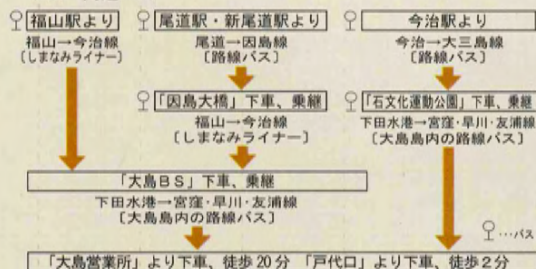 福山駅より
福山→今治線
〔しまなみライナー〕
尾道駅・新尾道駅より
尾道→因島線
〔路線バス〕
「因島大橋」下車、乗継
福山→今治線
〔しまなみライナー〕
今治駅より
今治→大三島線
〔路線バス〕
「石文化運動公園」下車、乗継
下田水港→宮窪・早川・友浦線
〔大島島内の路線バス〕
「大島BS」下車、乗継
下田水港→宮窪・早川・友浦線
〔大島島内の路線バス〕
…バス
「大島営業所」より下車、徒歩20分 「戸代口」より下車、徒歩2分